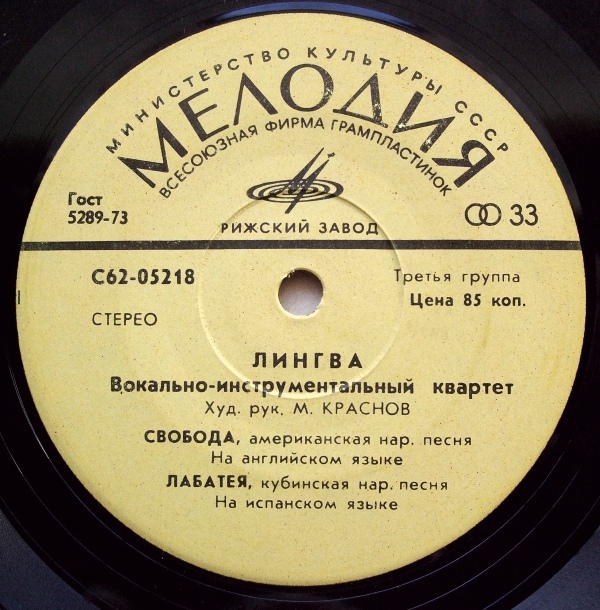 МИНИСТЕРСТВО КУЛЬТУРЫ СССР
МЕЛОДИЯ
ВСЕСОЮЗНАЯ ФИРМА ГРАМПЛАСТИНОК
Гост
5289-73
33
РИЖСКИЙ ЗАВОД
С62-05218
Третья группа
Цена 85 коп.
СТЕРЕО
ЛИНГВА
Вокально-инструментальный квартет
Худ. рук. М. КРАСНОВ
СВОБОДА, американская нар. песня
На английском языке
ЛАБАТЕЯ, кубинская нар. песня
На испанском языке